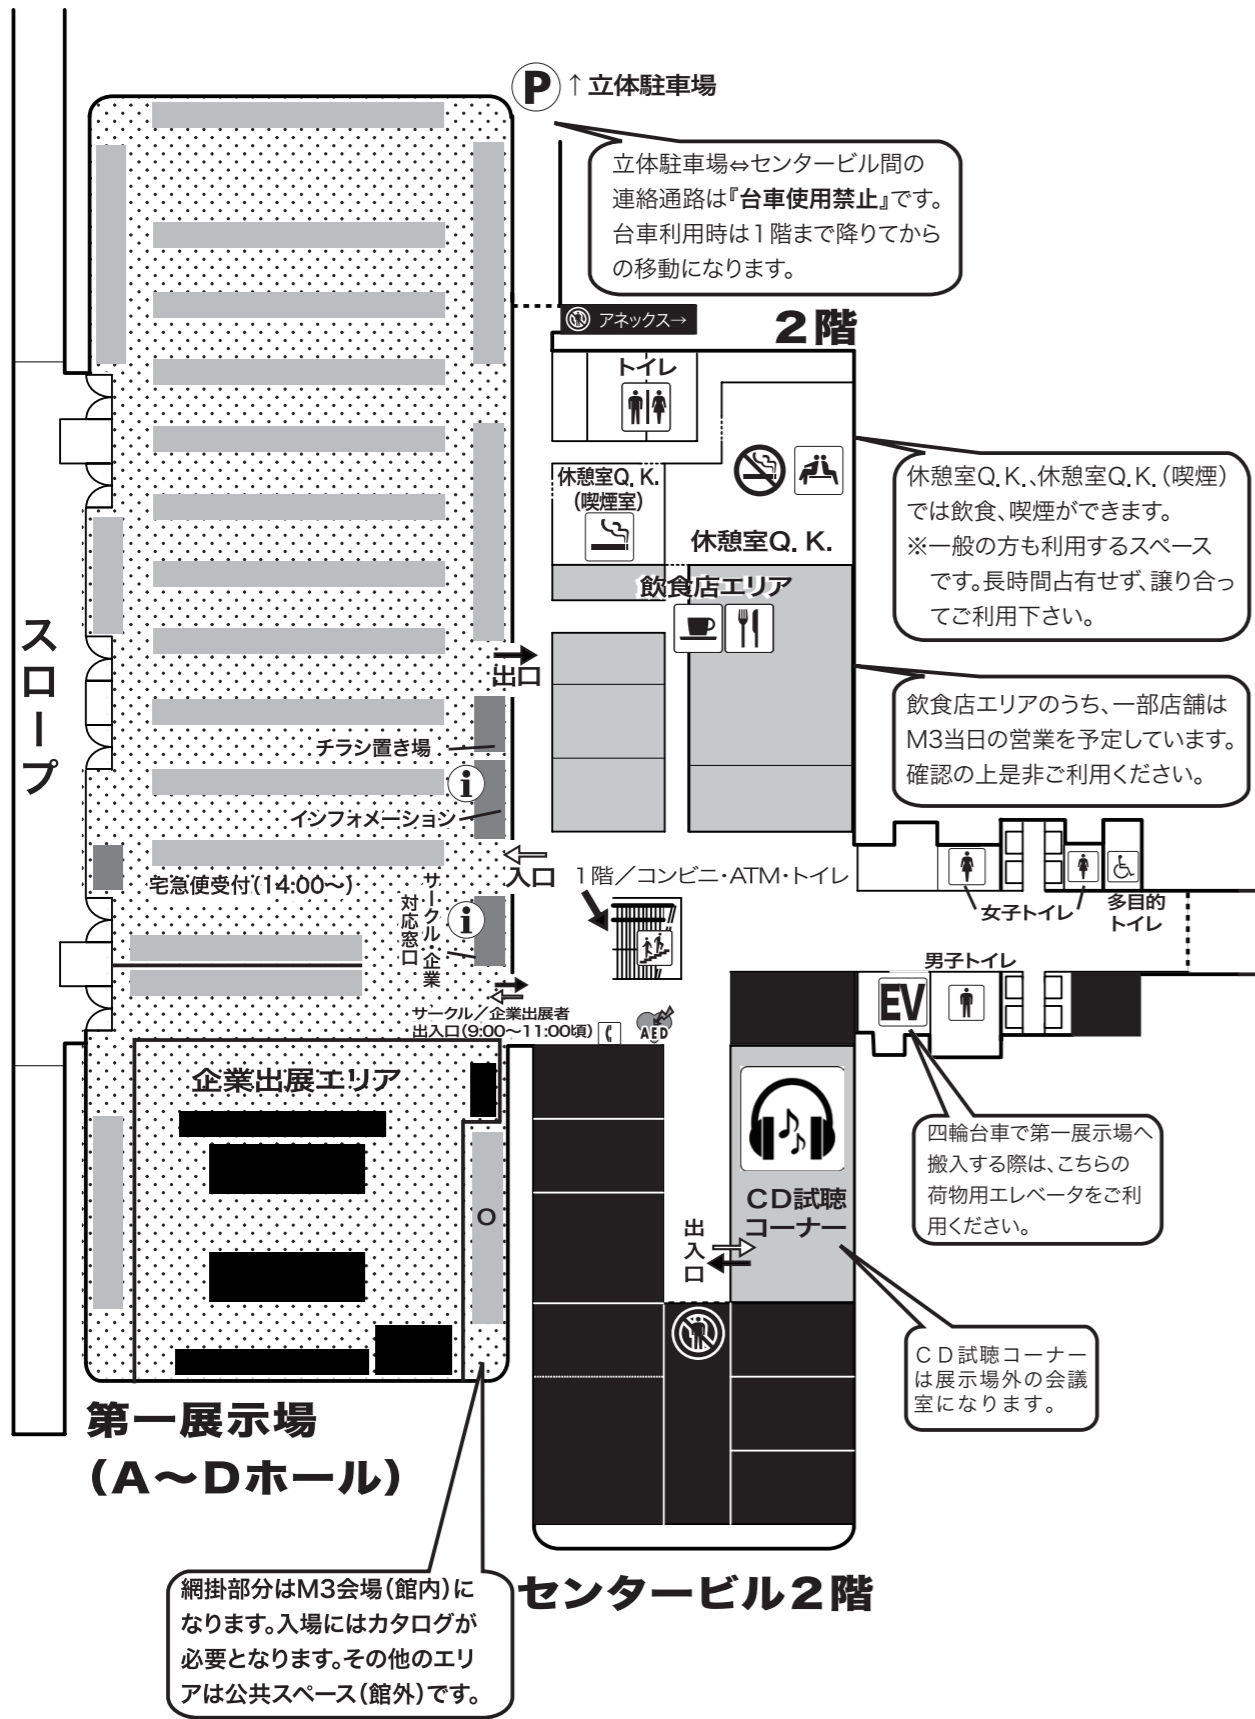 P ↑立体駐車場
立体駐車場⇔センタービル間の
連絡通路は『台車使用禁止』です。
台車利用時は1階まで降りてから
の移動になります。
アネックス→
2階
トイレ
休憩室Q.K.
(喫煙室)
休憩室Q.K.
休憩室Q.K.、休憩室Q.K.(喫煙)
では飲食、喫煙ができます。
※一般の方も利用するスペース
です。長時間占有せず、譲り合っ
てご利用下さい。
飲食店エリア
飲食店エリアのうち、一部店舗は
M3当日の営業を予定しています。
確認の上是非ご利用ください。
スロープ
出口
チラシ置き場
i
インフォメーション
入口
宅急便受付(14:00~)
サークル・企業
対応窓口
i
1階/コンビニ・ATM・トイレ
女子トイレ
多目的
トイレ
男子トイレ
EV
サークル/企業出展者
出入口(9:00~11:00頃)
AED
企業出展エリア
O
CD試聴
コーナー
出入口
四輪台車で第一展示場へ
搬入する際は、こちらの
荷物用エレベータをご利
用ください。
CD試聴コーナー
は展示場外の会議
室になります。
第一展示場
(A~Dホール)
センタービル2階
網掛部分はM3会場(館内)に
なります。入場にはカタログが
必要となります。その他のエリ
アは公共スペース(館外)です。